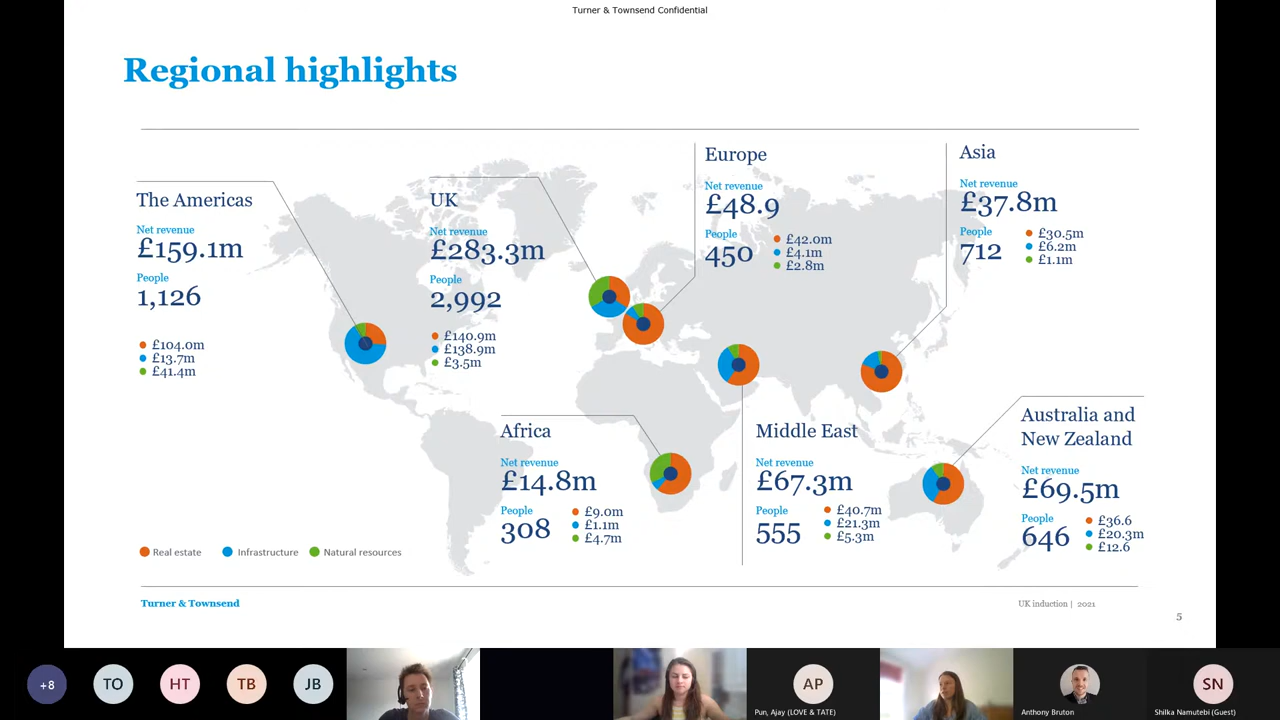 Turner & Townsend Confidential
Regional highlights
The Americas
Net revenue
£159.1m
People
1,126
£104.0m
£13.7m
£41.4m
UK
Net revenue
£283.3m
People
2,992
£140.9m
£138.9m
£3.5m
Europe
Net revenue
£48.9
People
450
£42.0m
£4.1m
£2.8m
Asia
Net revenue
£37.8m
People
712
£30.5m
£6.2m
£1.1m
Africa
Net revenue
£14.8m
People
308
£9.0m
£1.1m
£4.7m
Middle East
Net revenue
£67.3m
People
555
£40.7m
£21.3m
£5.3m
Australia and
New Zealand
Net revenue
£69.5m
People
646
£36.6
£20.3m
£12.6
Real estate Infrastructure Natural resources
Turner & Townsend
UK induction | 2021
5
+8 TO HT TB JB AP SN
Pun, Ajay (LOVE & TATE) Anthony Bruton Shilka Namutebi (Guest)